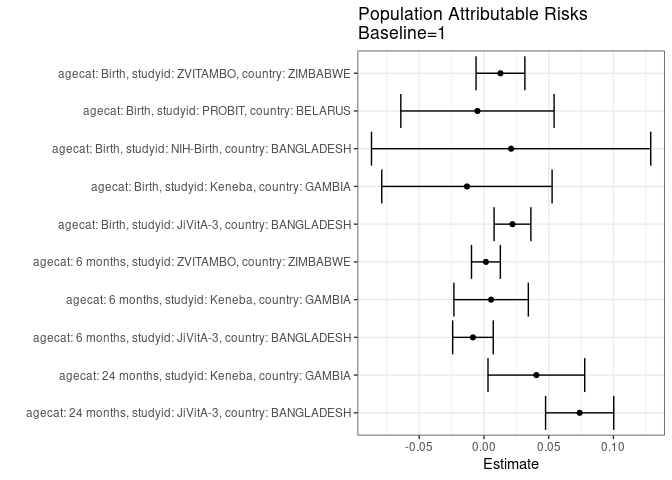 Population Attributable Risks
Baseline=1
agecat: Birth, studyid: ZVITAMBO, country: ZIMBABWE
agecat: Birth, studyid: PROBIT, country: BELARUS
agecat: Birth, studyid: NIH-Birth, country: BANGLADESH
agecat: Birth, studyid: Keneba, country: GAMBIA
agecat: Birth, studyid: JiVitA-3, country: BANGLADESH
agecat: 6 months, studyid: ZVITAMBO, country: ZIMBABWE
agecat: 6 months, studyid: Keneba, country: GAMBIA
agecat: 6 months, studyid: JiVitA-3, country: BANGLADESH
agecat: 24 months, studyid: Keneba, country: GAMBIA
agecat: 24 months, studyid: JiVitA-3, country: BANGLADESH
-0.05 0.00 0.05 0.10
Estimate